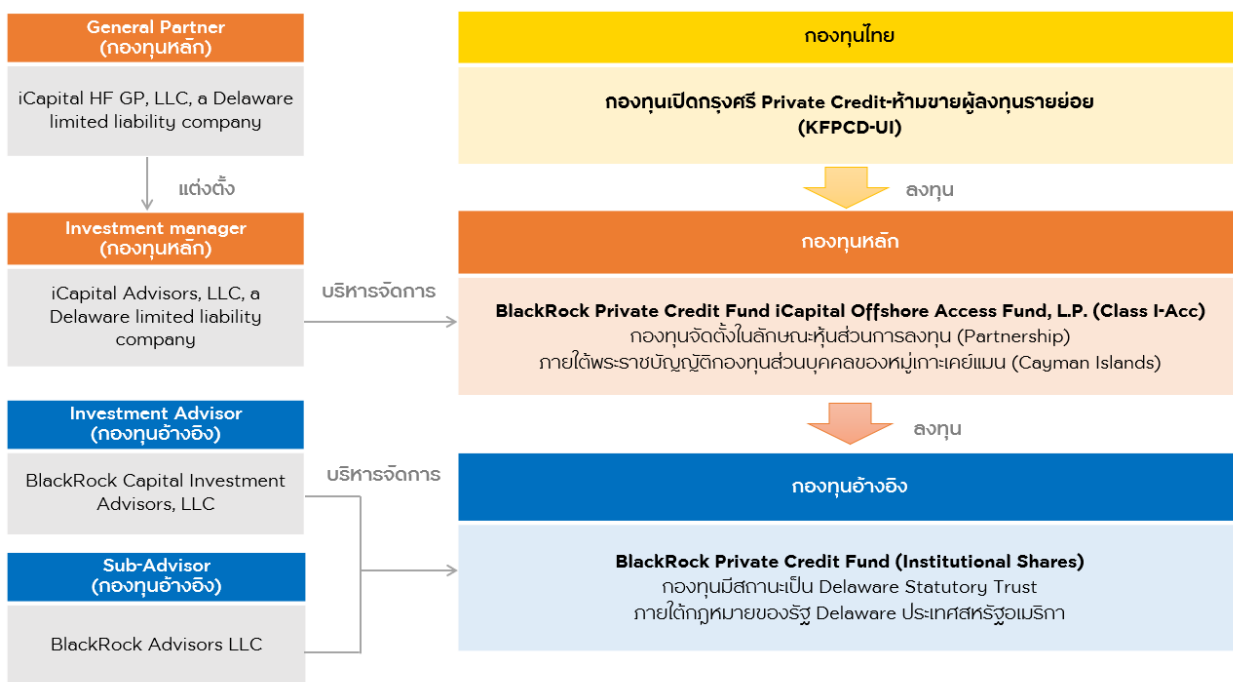 General Partner
(กองทุนหลัก)
iCapital HF GP, LLC, a Delaware
limited liability company
แต่งตั้ง
Investment manager
(กองทุนหลัก)
iCapital Advisors, LLC, a
Delaware limited liability
company
บริหารจัดการ
Investment Advisor
(กองทุนอ้างอิง)
BlackRock Capital Investment
Advisors, LLC
บริหารจัดการ
Sub-Advisor
(กองทุนอ้างอิง)
BlackRock Advisors LLC
กองทุนไทย
กองทุนเปิดกรุงศรี Private Credit-ห้ามขายผู้ลงทุนรายย่อย
(KFPCD-UI)
ลงทุน
กองทุนหลัก
BlackRock Private Credit Fund iCapital Offshore Access Fund, L.P. (Class I-Acc)
กองทุนจัดตั้งในลักษณะหุ้นส่วนการลงทุน (Partnership)
ภายใต้พระราชบัญญัติกองทุนส่วนบุคคลของหมู่เกาะเคย์แมน (Cayman Islands)
ลงทุน
กองทุนอ้างอิง
BlackRock Private Credit Fund (Institutional Shares)
กองทุนมีสถานะเป็น Delaware Statutory Trust
ภายใต้กฎหมายของรัฐ Delaware ประเทศสหรัฐอเมริกา